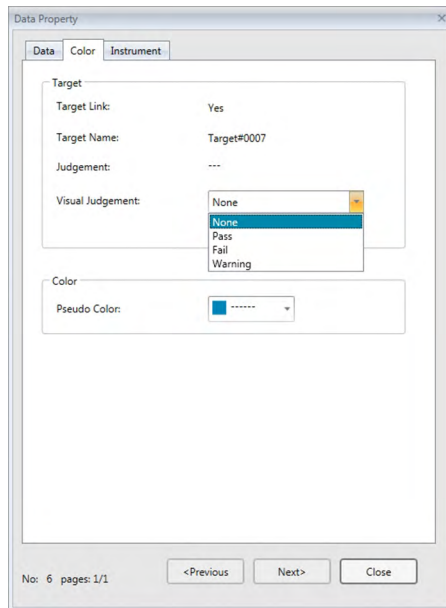 Data Property
Data Color Instrument
Target
Target Link: Yes
Target Name: Target#0007
Judgement: ---
Visual Judgement: None
None
Pass
Fail
Warning
Color
Pseudo Color: ------
No: 6 pages: 1/1 <Previous Next> Close